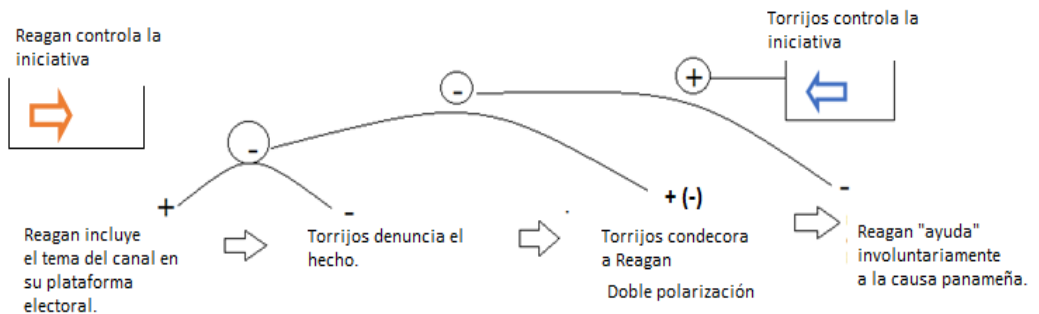 Reagan controla la
iniciativa
Torrijos controla la
iniciativa
+
-
-
+
-
+ (-)
-
Reagan incluye
el tema del canal en
su plataforma
electoral.
Torrijos denuncia el
hecho.
Torrijos condecora
a Reagan
Doble polarización
Reagan "ayuda"
involuntariamente
a la causa panameña.